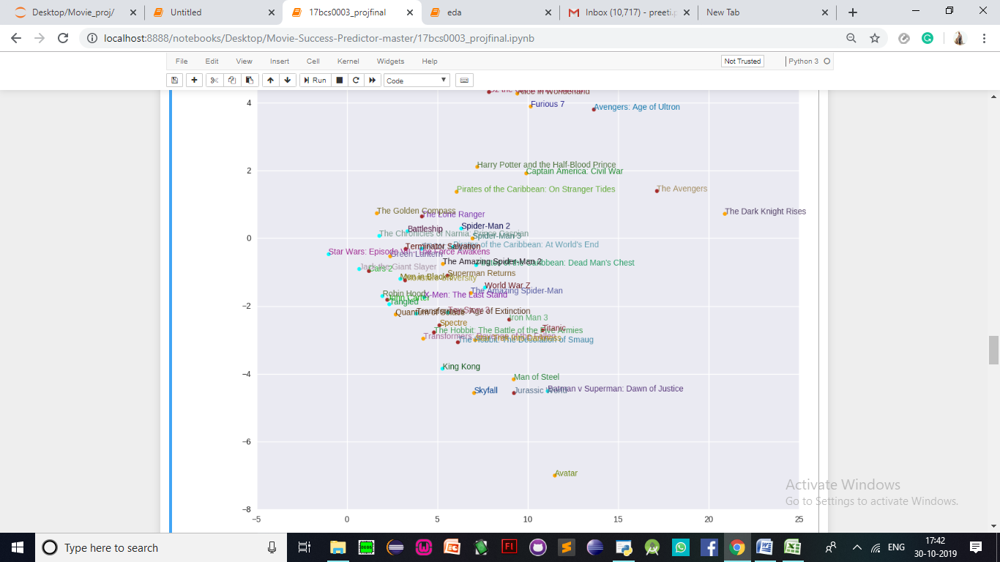 Desktop/Movie_proj/
Untitled
17bcs0003_projfinal
eda
Inbox (10,717) - preeti.p
New Tab
localhost:8888/notebooks/Desktop/Movie-Success-Predictor-master/17bcs0003_projfinal.ipynb
File Edit View Insert Cell Kernel Widgets Help
Not Trusted
Python 3
Run
Code
Alice in Wonderland
4
Furious 7
Avengers: Age of Ultron
2
Harry Potter and the Half-Blood Prince
Captain America: Civil War
Pirates of the Caribbean: On Stranger Tides
The Avengers
The Golden Compass
The Lone Ranger
The Dark Knight Rises
Spider-Man 2
Battleship
The Chronicles of Narnia: Prince Caspian
Spider-Man 3
0
Pirates of the Caribbean: At World's End
Terminator Salvation
Star Wars: Episode VII - The Force Awakens
Green Lantern
The Amazing Spider-Man 2
Pirates of the Caribbean: Dead Man's Chest
Jack the Giant Slayer
Cars 2
Superman Returns
Men in Black 3
Monsters University
World War Z
The Amazing Spider-Man
Robin Hood
X-Men: The Last Stand
John Carter
Tangled
−2
Toy Story 3
Transformers: Age of Extinction
Quantum of Solace
Iron Man 3
Spectre
Titanic
The Hobbit: The Battle of the Five Armies
Transformers: Revenge of the Fallen
The Hobbit: The Desolation of Smaug
King Kong
−4
Man of Steel
Skyfall
Jurassic World
Batman v Superman: Dawn of Justice
−6
Avatar
−8
−5 0 5 10 15 20 25
Activate Windows
Go to Settings to activate Windows.
Type here to search
8085
Fl
ENG
17:42
30-10-2019